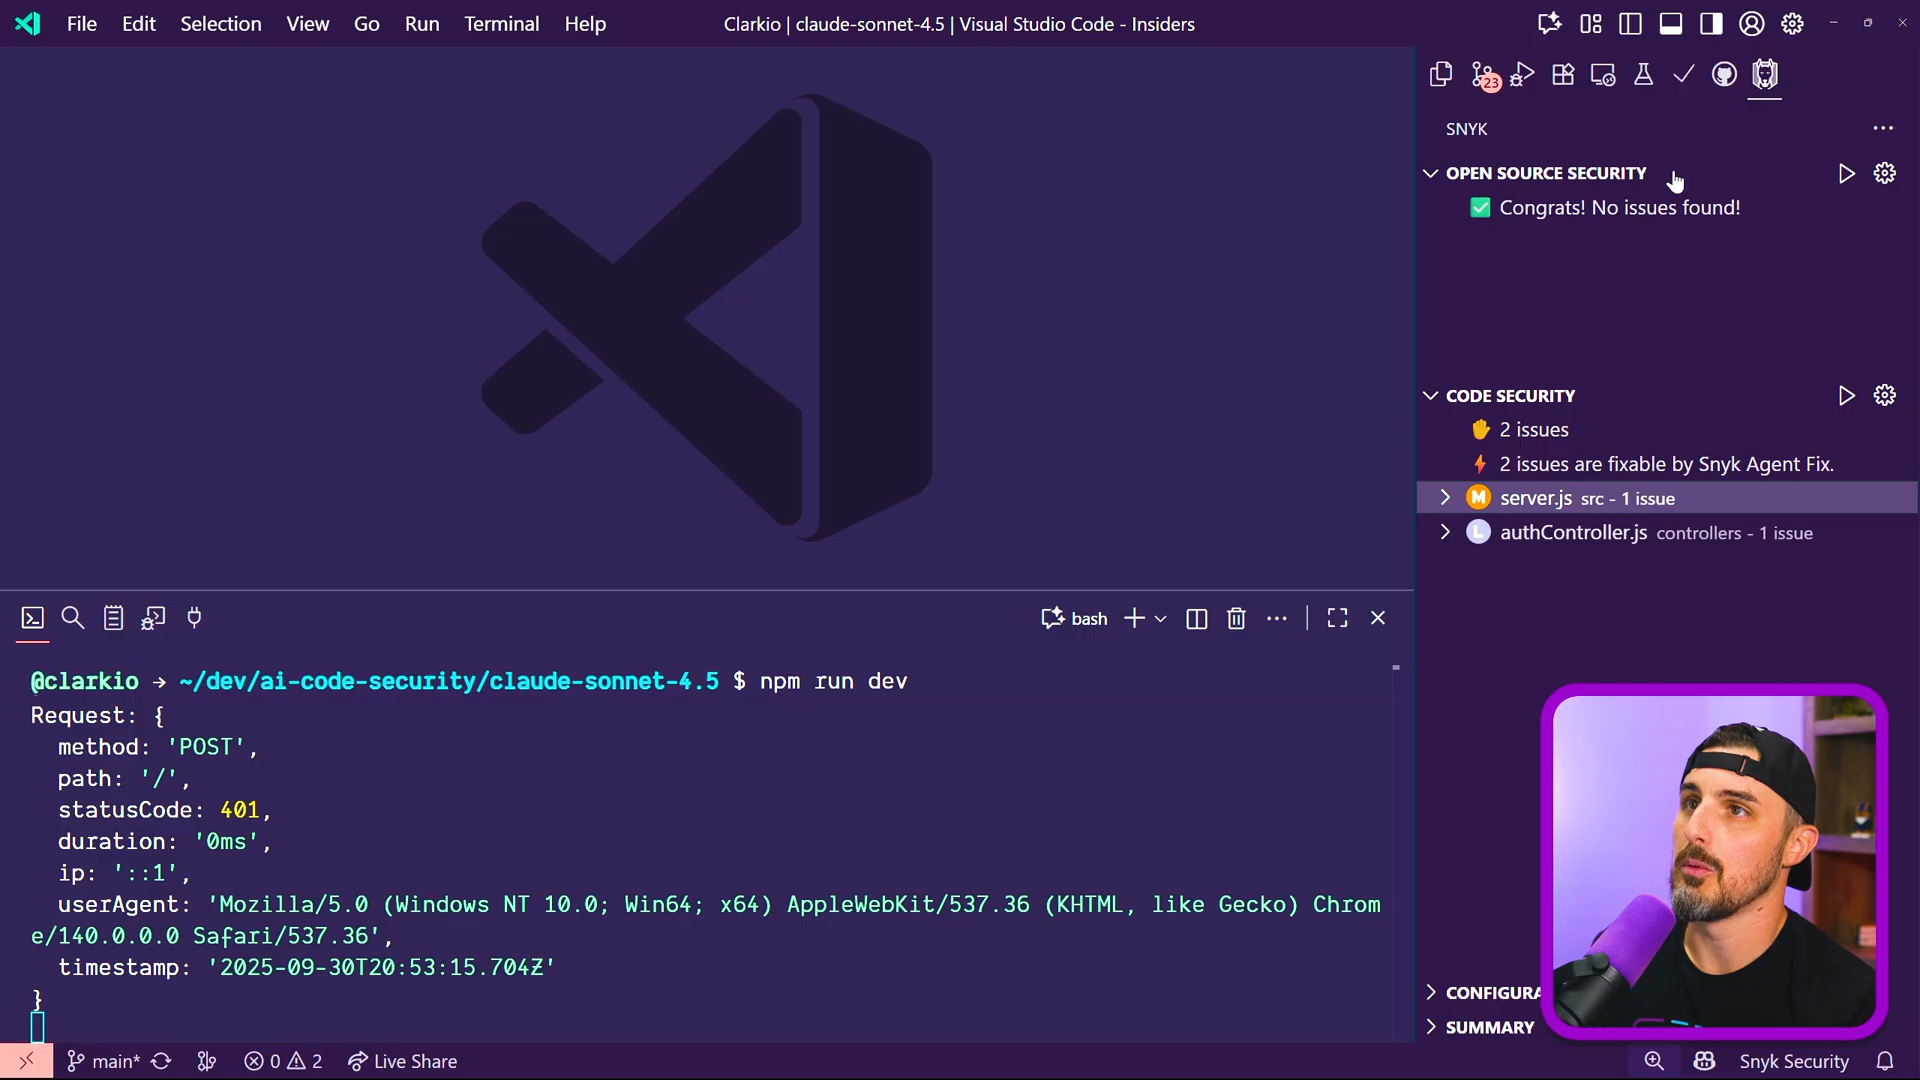 File Edit Selection View Go Run Terminal Help
Clarkio | claude-sonnet-4.5 | Visual Studio Code - Insiders
23
SNYK
OPEN SOURCE SECURITY
✅ Congrats! No issues found!
CODE SECURITY
2 issues
2 issues are fixable by Snyk Agent Fix.
M server.js src - 1 issue
L authController.js controllers - 1 issue
bash
@clarkio → ~/dev/ai-code-security/claude-sonnet-4.5 $ npm run dev
Request: {
method: 'POST',
path: '/',
statusCode: 401,
duration: '0ms',
ip: '::1',
userAgent: 'Mozilla/5.0 (Windows NT 10.0; Win64; x64) AppleWebKit/537.36 (KHTML, like Gecko) Chrom
e/140.0.0.0 Safari/537.36',
timestamp: '2025-09-30T20:53:15.704Z'
}
CONFIGURA
SUMMARY
main* 0 2 Live Share
Snyk Security